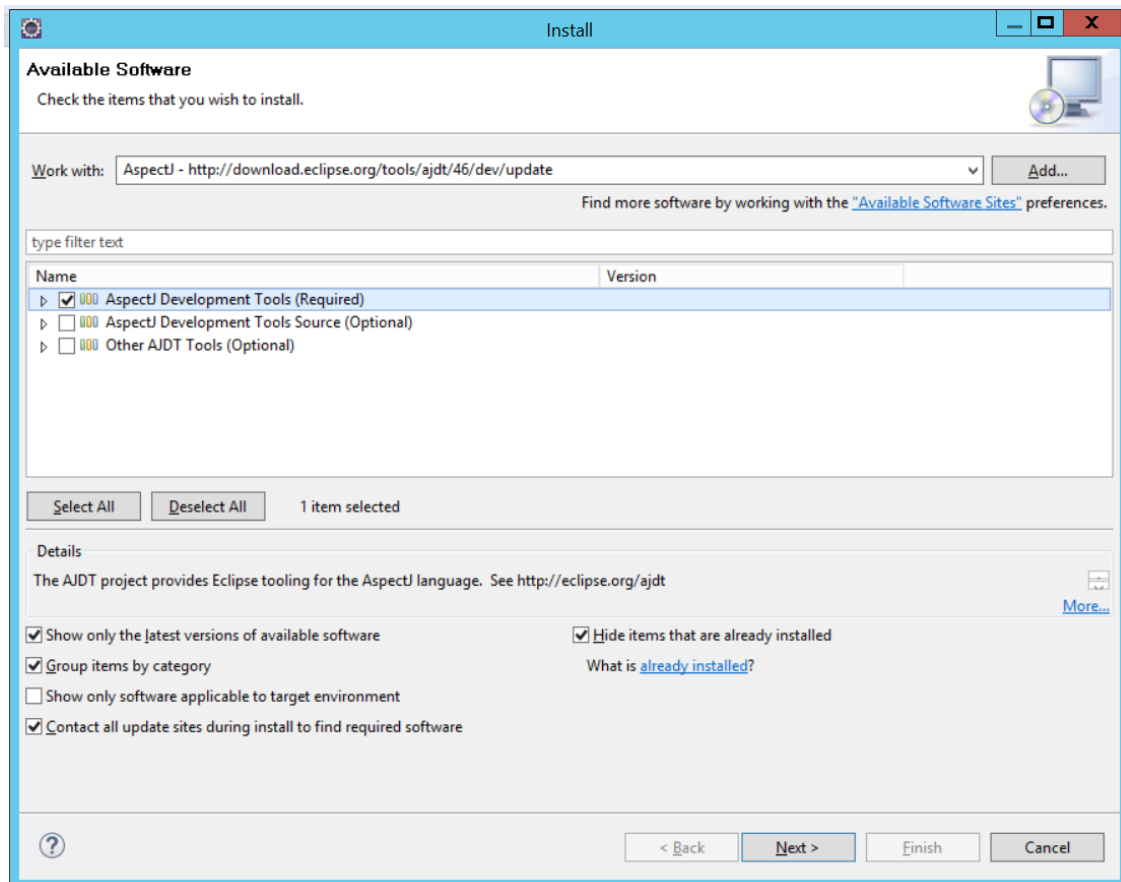 Install
Available Software
Check the items that you wish to install.
Work with: AspectJ - http://download.eclipse.org/tools/ajdt/46/dev/update Add...
Find more software by working with the "Available Software Sites" preferences.
type filter text
Name Version
AspectJ Development Tools (Required)
AspectJ Development Tools Source (Optional)
Other AJDT Tools (Optional)
Select All Deselect All 1 item selected
Details
The AJDT project provides Eclipse tooling for the AspectJ language. See http://eclipse.org/ajdt
More...
Show only the latest versions of available software Hide items that are already installed
Group items by category What is already installed?
Show only software applicable to target environment
Contact all update sites during install to find required software
? < Back Next > Finish Cancel